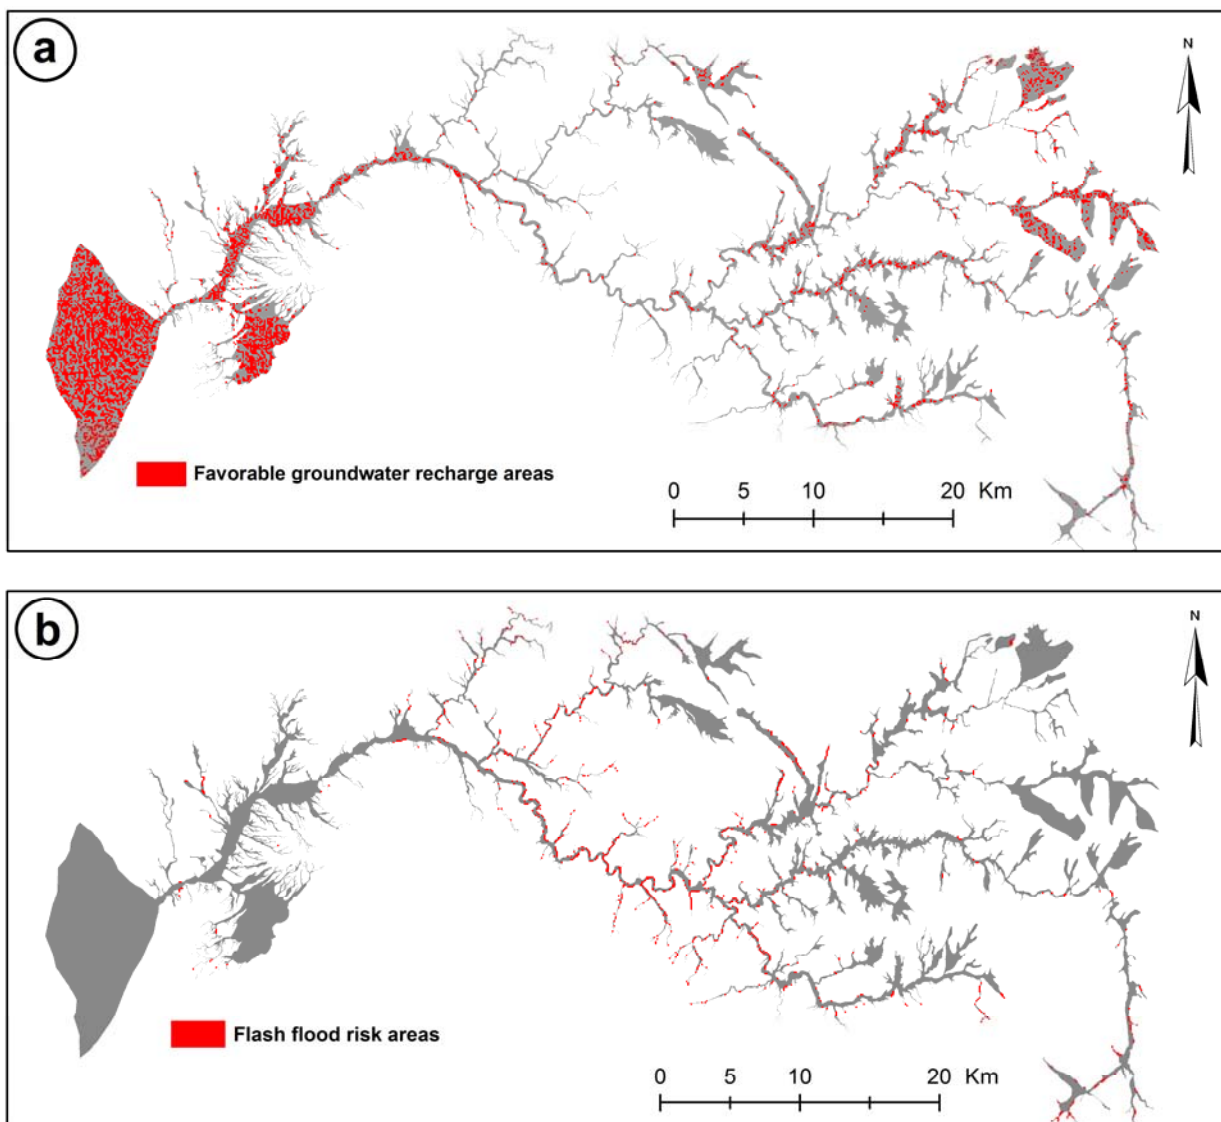 a
N
Favorable groundwater recharge areas
0 5 10 20 Km
b
N
Flash flood risk areas
0 5 10 20 Km